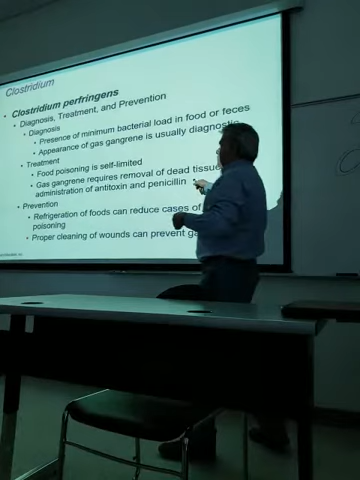 Clostridium
• Clostridium perfringens
• Diagnosis, Treatment, and Prevention
• Diagnosis
• Presence of minimum bacterial load in food or feces
• Appearance of gas gangrene is usually diagnostic
• Treatment
• Food poisoning is self-limited
• Gas gangrene requires removal of dead tissue
administration of antitoxin and penicillin
• Prevention
• Refrigeration of foods can reduce cases of
poisoning
• Proper cleaning of wounds can prevent